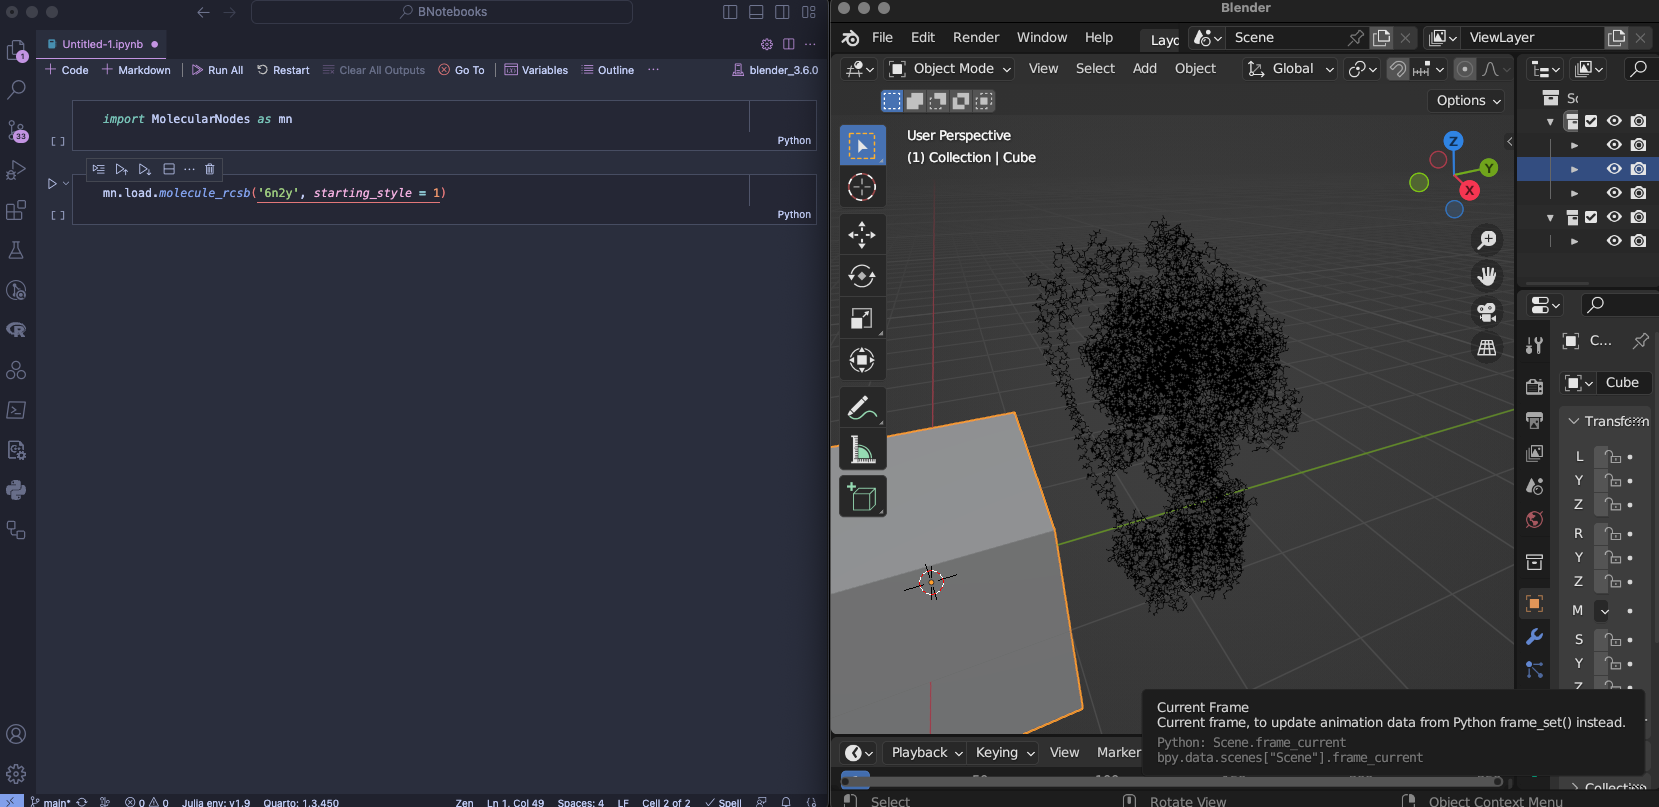 BNotebooks
Untitled-1.ipynb
Code
Markdown
Run All
Restart
Clear All Outputs
Go To
Variables
Outline
blender_3.6.0
import MolecularNodes as mn
[ ]
Python
mn.load.molecule_rcsb('6n2y', starting_style = 1)
[ ]
Python
1
33
main*
0
0
Julia env: v1.9
Quarto: 1.3.450
Zen
Ln 1, Col 49
Spaces: 4
LF
Cell 2 of 2
Spell
Blender
File
Edit
Render
Window
Help
Layc
Scene
ViewLayer
Object Mode
View
Select
Add
Object
Global
Options
User Perspective
(1) Collection | Cube
Z
Y
X
Sc
C...
Cube
Transform
L
Y
Z
R
Y
Z
M
S
Y
Z
Current Frame
Current frame, to update animation data from Python frame_set() instead.
Python: Scene.frame_current
bpy.data.scenes["Scene"].frame_current
Playback
Keying
View
Marker
Collectio
Select
Rotate View
Object Context Menu